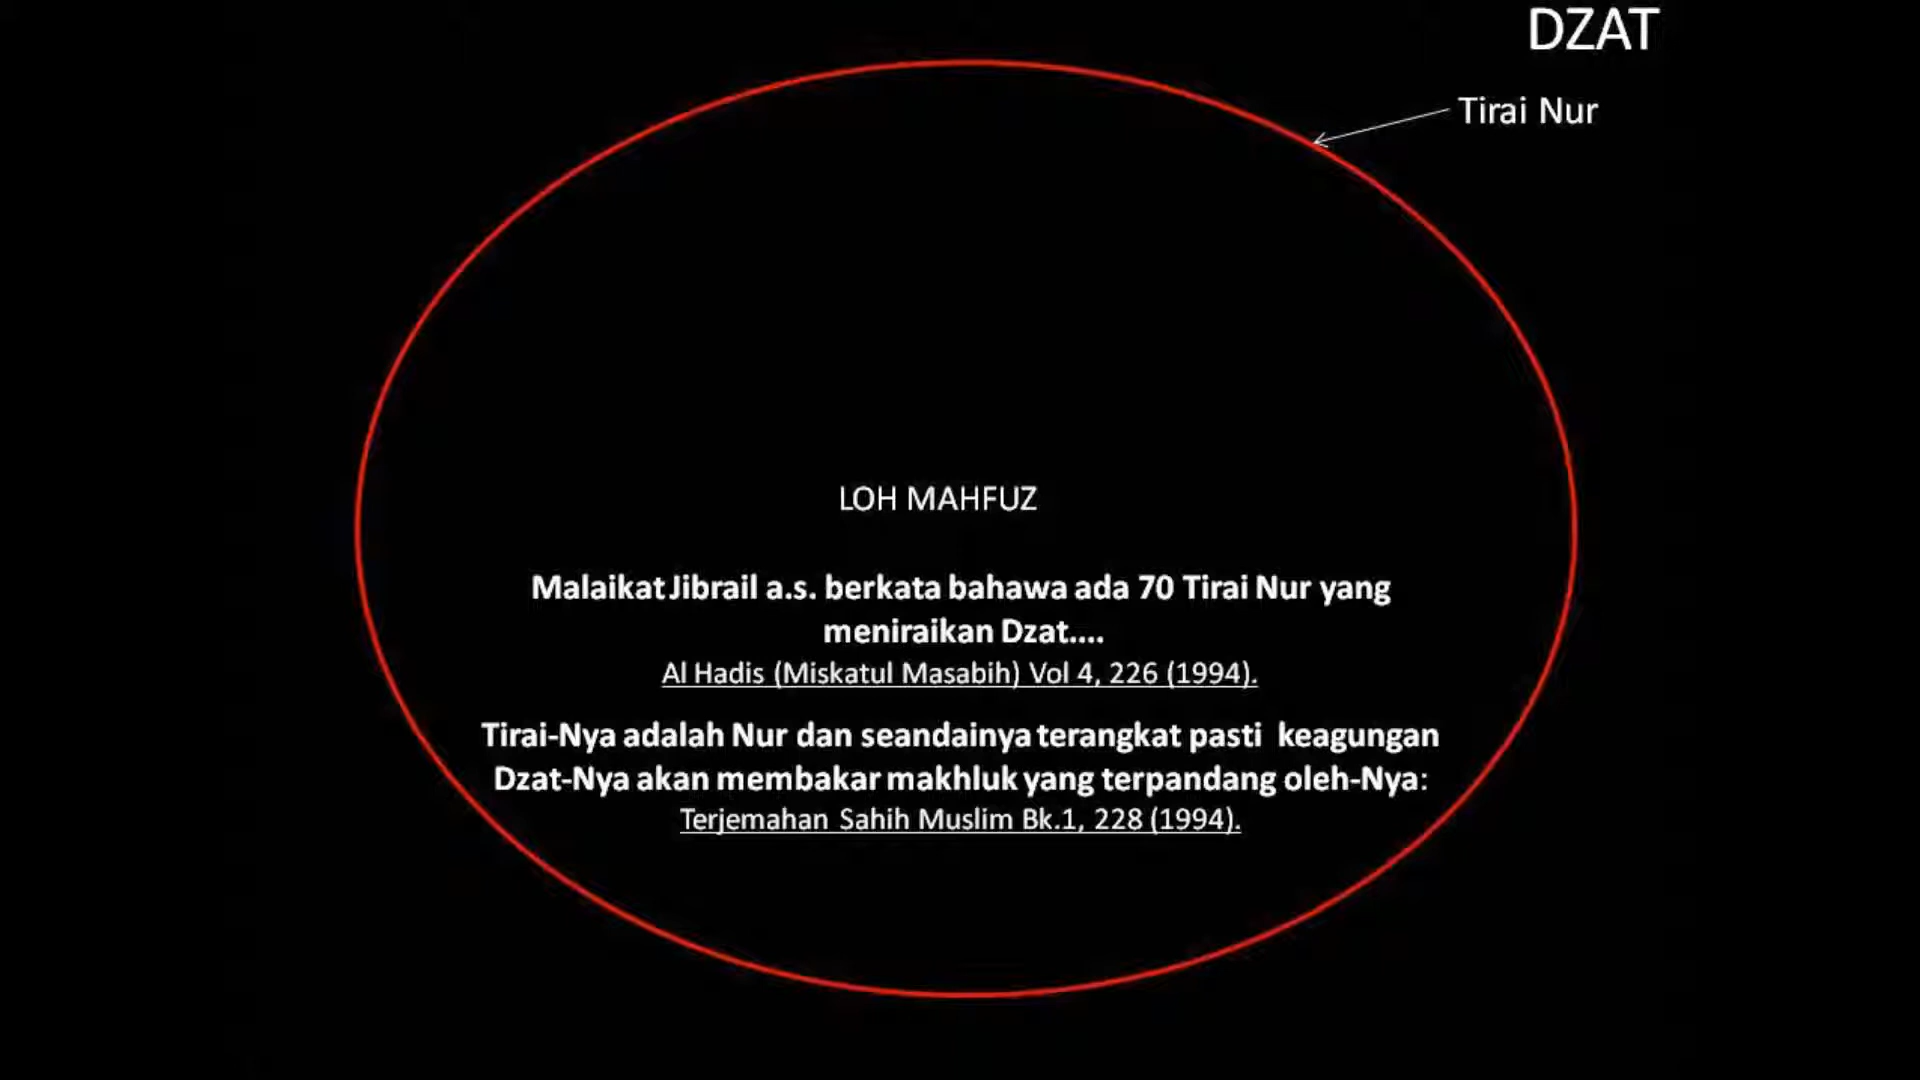 DZAT
Tirai Nur
LOH MAHFUZ
Malaikat Jibrail a.s. berkata bahawa ada 70 Tirai Nur yang
meniraikan Dzat....
Al Hadis (Miskatul Masabih) Vol 4, 226 (1994).
Tirai-Nya adalah Nur dan seandainya terangkat pasti keagungan
Dzat-Nya akan membakar makhluk yang terpandang oleh-Nya:
Terjemahan Sahih Muslim Bk.1, 228 (1994).